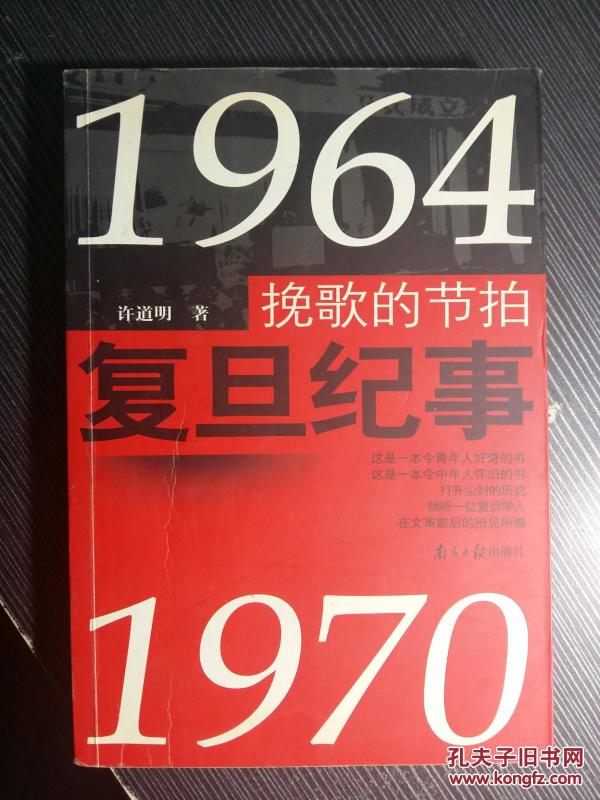 1964
挽歌的节拍
许道明 著
复旦纪事
这是一本令青年人好奇的书
这是一本令中年人怀旧的书
打开尘封的历史
倾听一位复旦学人
在文革前后的所见所感
南方日报出版社
1970
孔夫子旧书网
www.kongfz.com